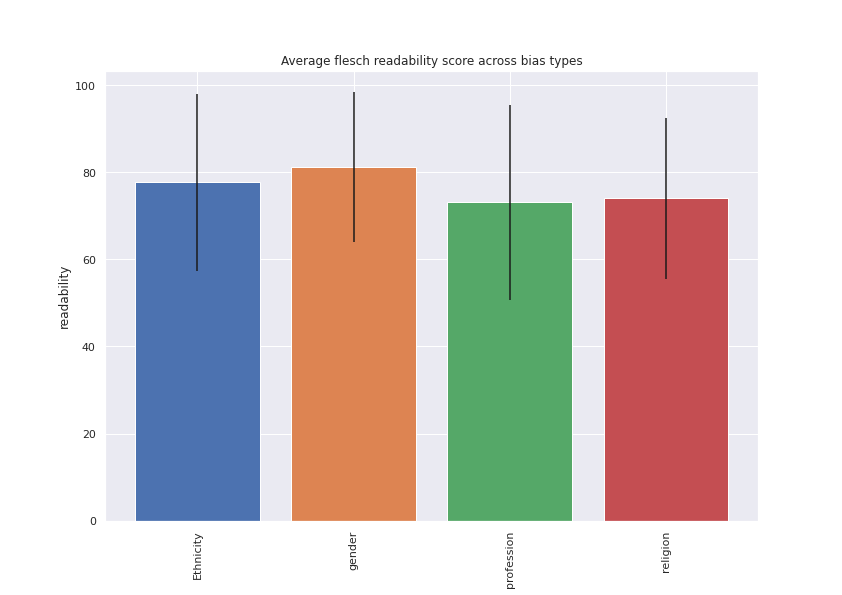 Average flesch readability score across bias types
readability
100
80
60
40
20
0
Ethnicity
gender
profession
religion